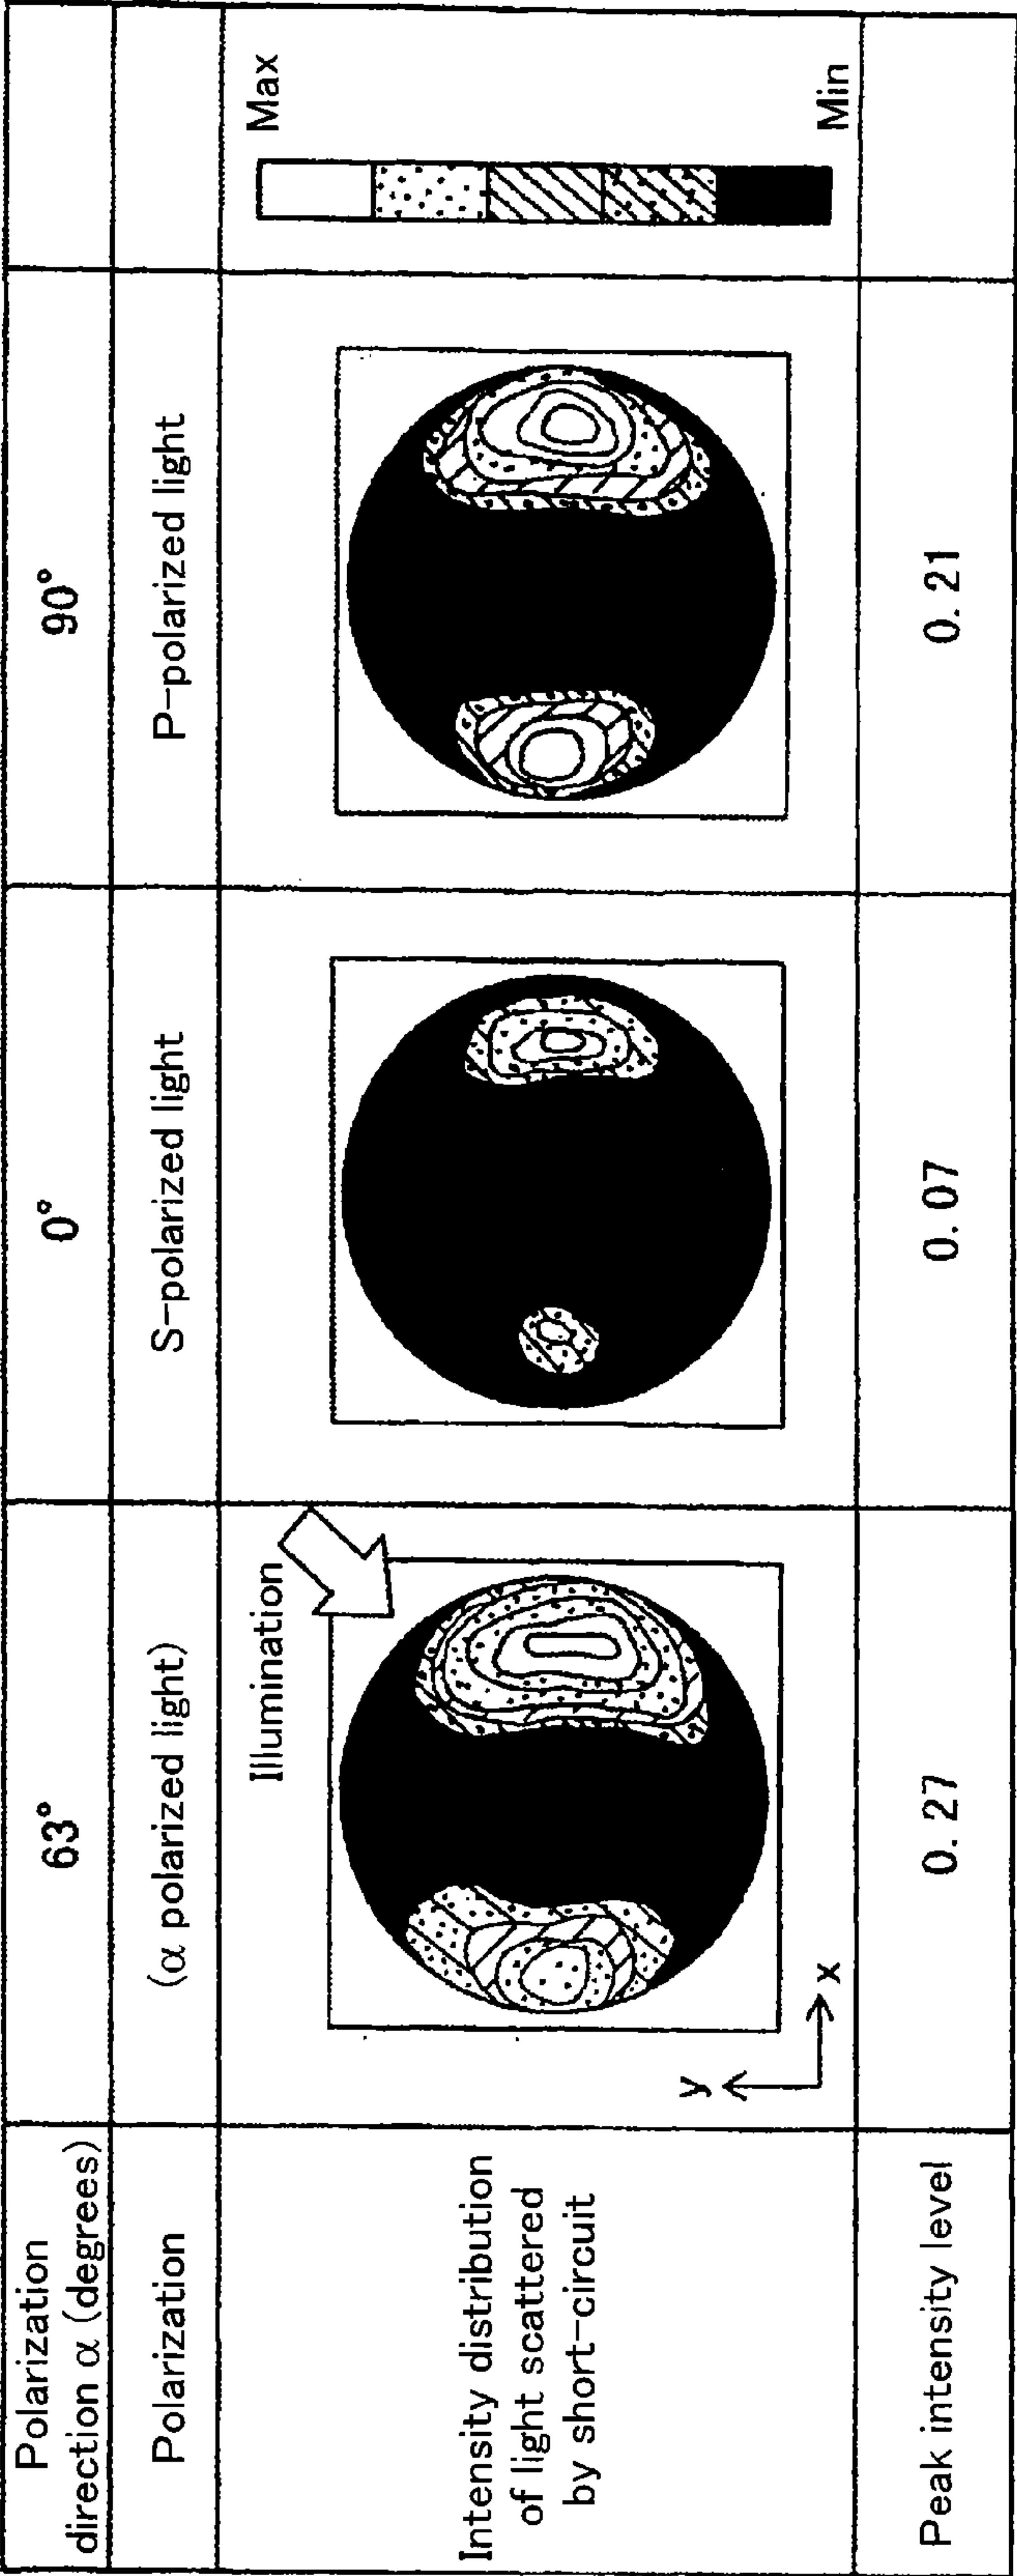 Polarization
direction α (degrees)
63°
0°
90°
Polarization
(α polarized light)
S-polarized light
P-polarized light
Intensity distribution
of light scattered
by short-circuit
Illumination
y
x
Max
Min
Peak intensity level
0. 27
0. 07
0. 21